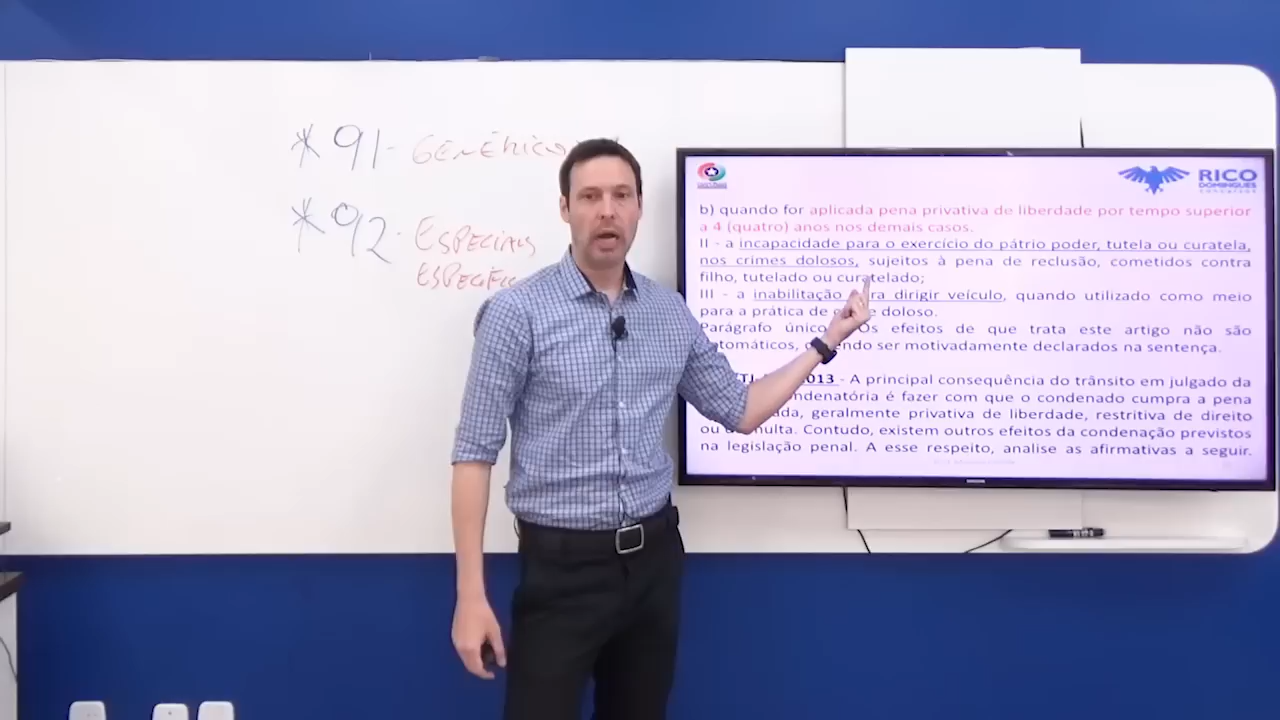 * 91 - GENÉRICO
* 92 - ESPECIAIS
ESPECÍFIC
RICO
DOMINGUES
CONCURSOS
b) quando for aplicada pena privativa de liberdade por tempo superior
a 4 (quatro) anos nos demais casos.
II - a incapacidade para o exercício do pátrio poder, tutela ou curatela,
nos crimes dolosos, sujeitos à pena de reclusão, cometidos contra
filho, tutelado ou curatelado;
III - a inabilitação para dirigir veículo, quando utilizado como meio
para a prática de doloso.
Parágrafo único Os efeitos de que trata este artigo não são
automáticos, ser motivadamente declarados na sentença.
2013 - A principal consequência do trânsito em julgado da
condenatória é fazer com que o condenado cumpra a pena
geralmente privativa de liberdade, restritiva de direito
ou multa. Contudo, existem outros efeitos da condenação previstos
na legislação penal. A esse respeito, analise as afirmativas a seguir.